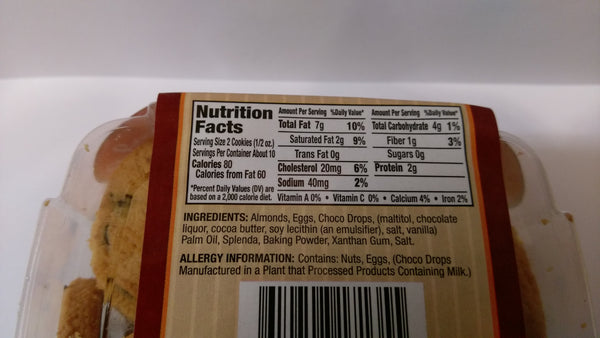 Nutrition Facts
Serving Size 2 Cookies (1/2 oz.)
Servings Per Container About 10
Calories 80
Calories from Fat 60
*Percent Daily Values (DV) are
based on a 2,000 calorie diet.
Amount Per Serving %Daily Value*
Total Fat 7g 10%
Saturated Fat 2g 9%
Trans Fat 0g
Cholesterol 20mg 6%
Sodium 40mg 2%
Amount Per Serving %Daily Value*
Total Carbohydrate 4g 1%
Fiber 1g 3%
Sugars 0g
Protein 2g
Vitamin A 0% • Vitamin C 0% • Calcium 4% • Iron 2%
INGREDIENTS: Almonds, Eggs, Choco Drops, (maltitol, chocolate
liquor, cocoa butter, soy lecithin (an emulsifier), salt, vanilla)
Palm Oil, Splenda, Baking Powder, Xanthan Gum, Salt.
ALLERGY INFORMATION: Contains: Nuts, Eggs, (Choco Drops
Manufactured in a Plant that Processed Products Containing Milk.)